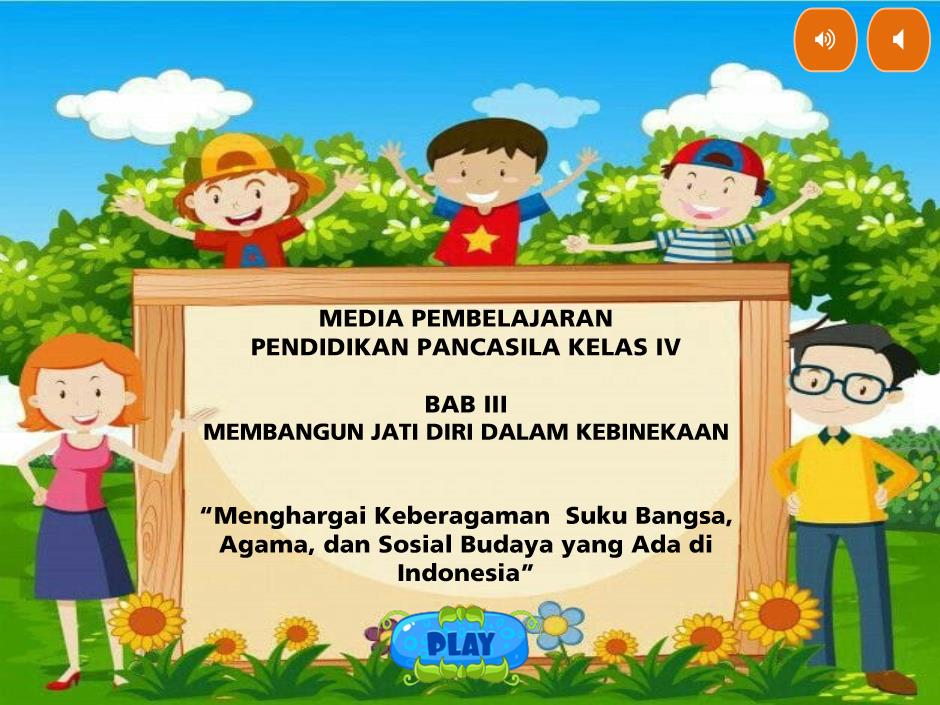 MEDIA PEMBELAJARAN
PENDIDIKAN PANCASILA KELAS IV
BAB III
MEMBANGUN JATI DIRI DALAM KEBINEKAAN
“Menghargai Keberagaman Suku Bangsa,
Agama, dan Sosial Budaya yang Ada di
Indonesia”
PLAY